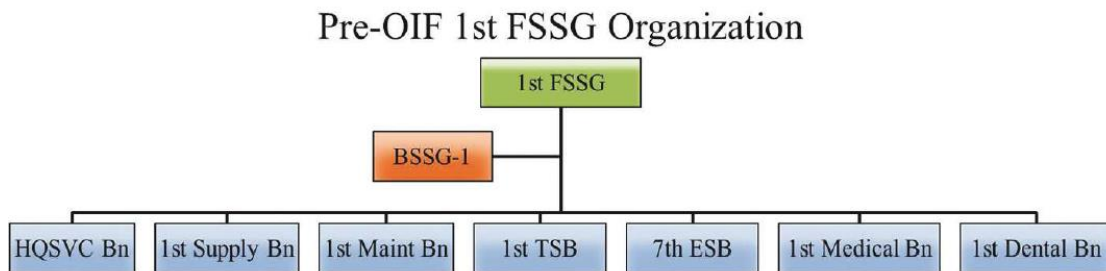 Pre-OIF 1st FSSG Organization
1st FSSG
BSSG-1
HQSVC Bn
1st Supply Bn
1st Maint Bn
1st TSB
7th ESB
1st Medical Bn
1st Dental Bn